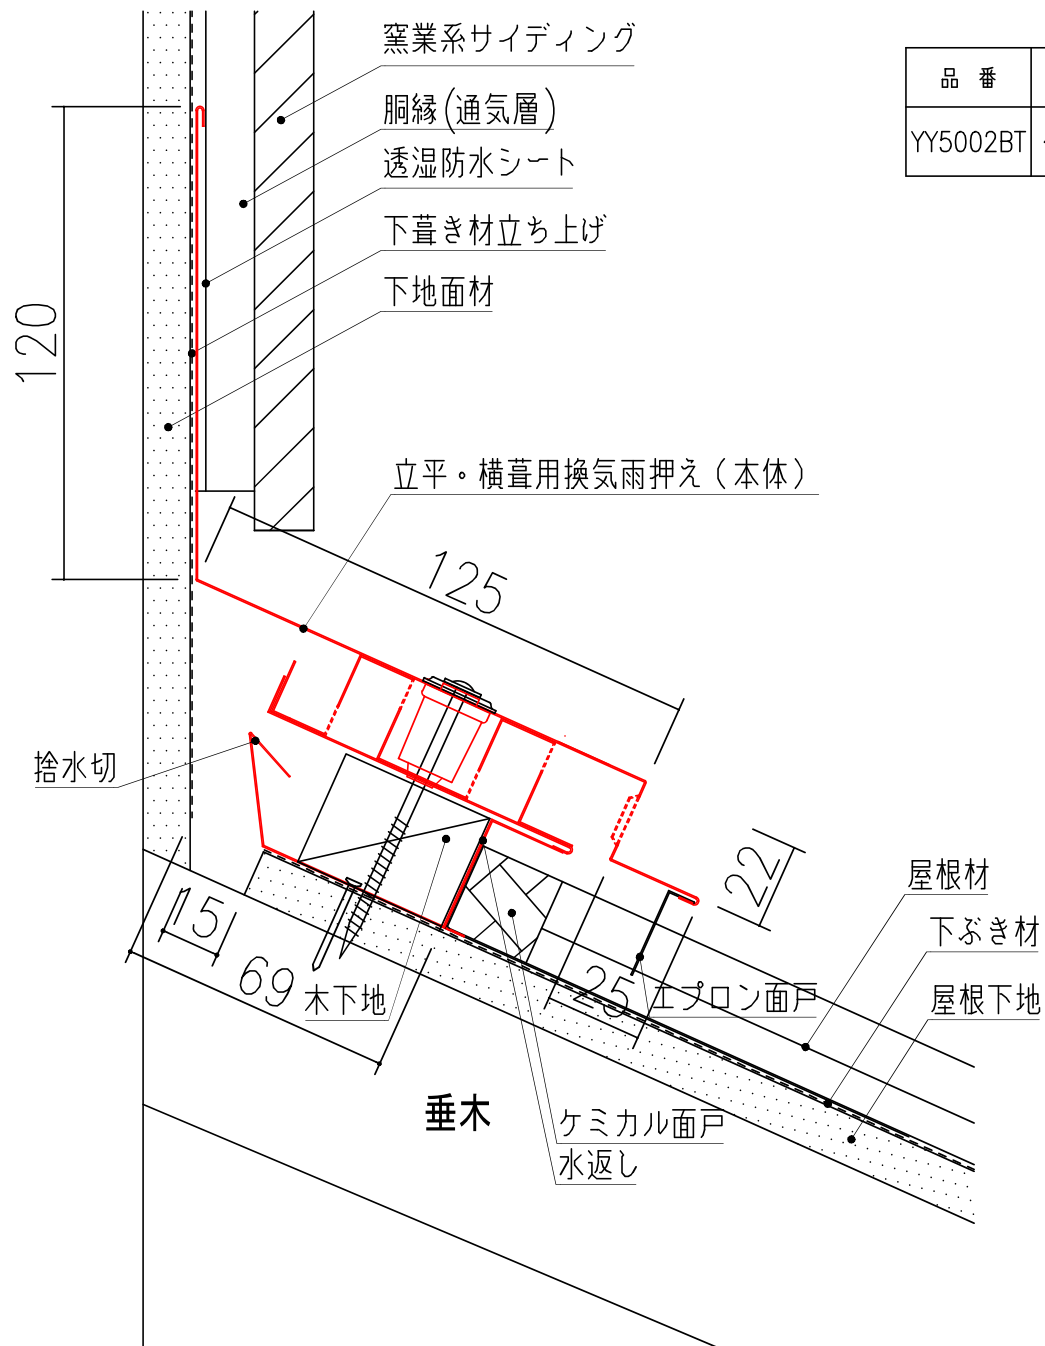 窯業系サイディング
品 番
胴縁(通気層)
YY5002BT
透湿防水シート
下葺き材立ち上げ
下地面材
120
立平・横葺用換気雨押え(本体)
125
捨水切
22
屋根材
15
下ぶき材
69
木下地
25
エプロン面戸
屋根下地
垂木
ケミカル面戸
水返し